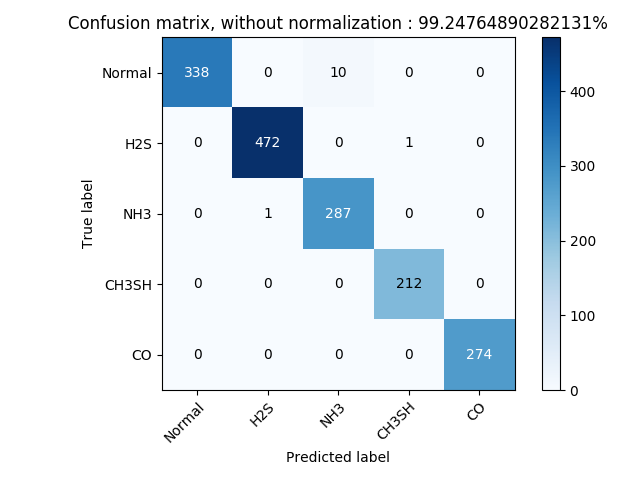 Confusion matrix, without normalization : 99.24764890282131%
Normal 338 0 10 0 0
H2S 0 472 0 1 0
NH3 0 1 287 0 0
CH3SH 0 0 0 212 0
CO 0 0 0 0 274
True label
Normal H2S NH3 CH3SH CO
Predicted label
400
300
200
100
0